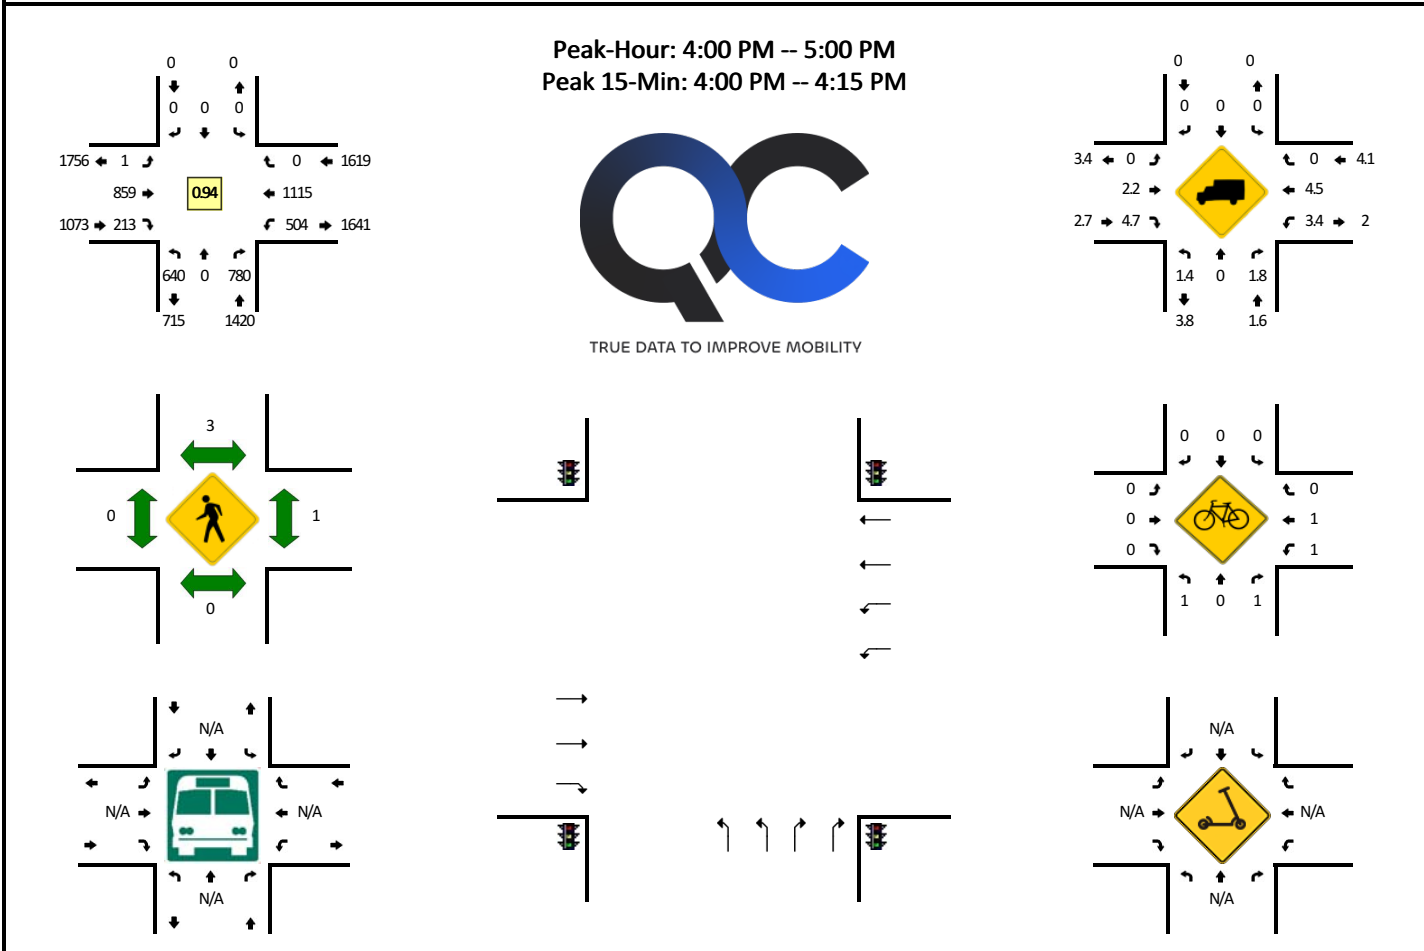 Peak-Hour: 4:00 PM -- 5:00 PM
Peak 15-Min: 4:00 PM -- 4:15 PM
0 0
0 0 0
1756 1 0 1619
859 0.94 1115
1073 213 504 1641
640 0 780
715 1420
QC
TRUE DATA TO IMPROVE MOBILITY
0 0
0 0 0
3.4 0 0 4.1
2.2 4.5
2.7 4.7 3.4 2
1.4 0 1.8
3.8 1.6
3
0 1
0
0 0 0
0 0
0 1
0 1
1 0 1
N/A
N/A N/A
N/A
N/A
N/A N/A
N/A